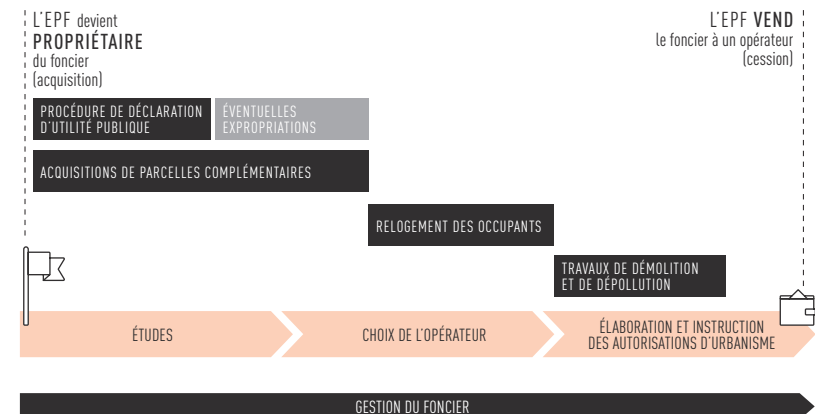 L'EPF devient
PROPRIÉTAIRE
du foncier
(acquisition)
L'EPF VEND
le foncier à un opérateur
(cession)
PROCÉDURE DE DÉCLARATION
D'UTILITÉ PUBLIQUE
ÉVENTUELLES
EXPROPRIATIONS
ACQUISITIONS DE PARCELLES COMPLÉMENTAIRES
RELOGEMENT DES OCCUPANTS
TRAVAUX DE DÉMOLITION
ET DE DÉPOLLUTION
ÉTUDES
CHOIX DE L'OPÉRATEUR
ÉLABORATION ET INSTRUCTION
DES AUTORISATIONS D'URBANISME
GESTION DU FONCIER